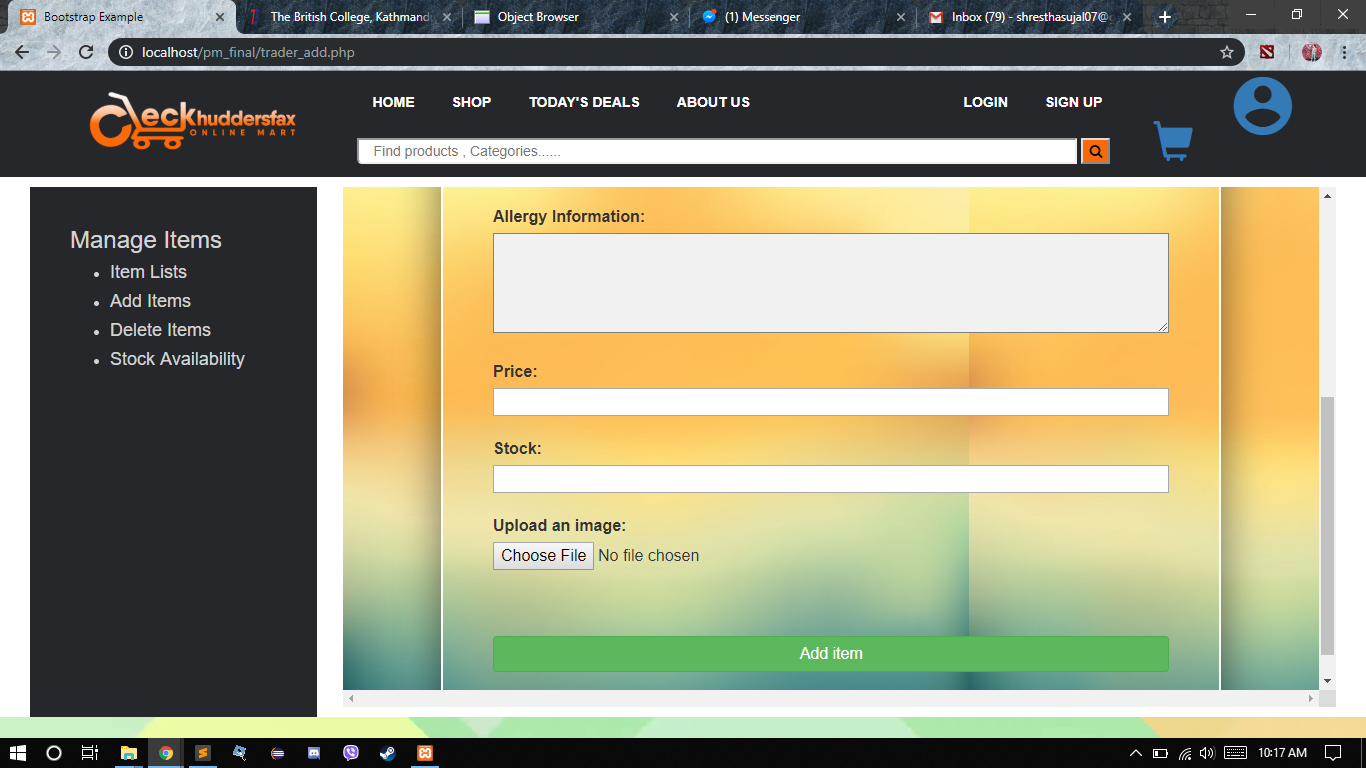 Bootstrap Example
The British College, Kathmand
Object Browser
(1) Messenger
Inbox (79) - shresthasujal07@
localhost/pm_final/trader_add.php
eckhuddersfax
ONLINE MART
HOME SHOP TODAY'S DEALS ABOUT US LOGIN SIGN UP
Find products , Categories......
Manage Items
Item Lists
Add Items
Delete Items
Stock Availability
Allergy Information:
Price:
Stock:
Upload an image:
Choose File No file chosen
Add item
10:17 AM